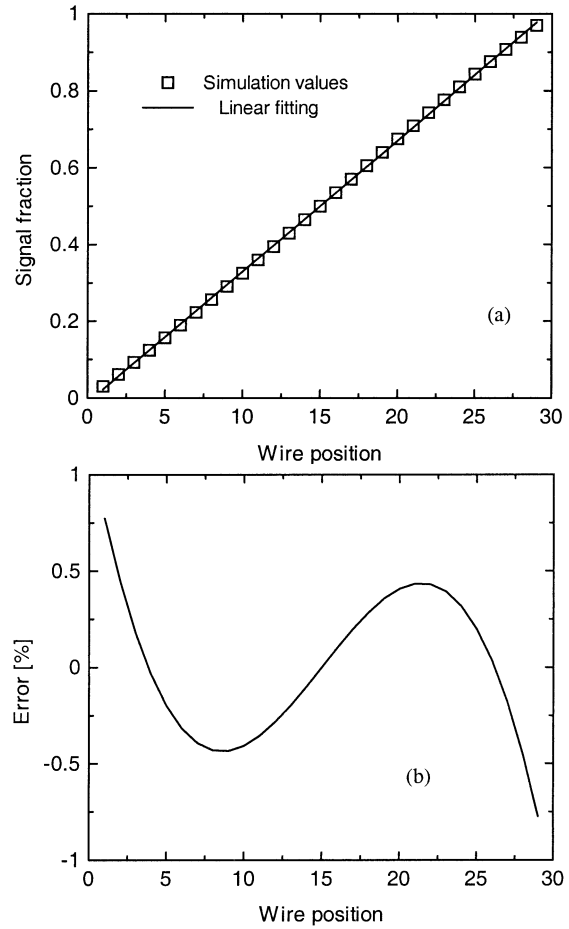 1
0.8
0.6
0.4
0.2
0
Signal fraction
Simulation values
Linear fitting
(a)
0 5 10 15 20 25 30
Wire position
1
0.5
0
-0.5
-1
Error [%]
(b)
0 5 10 15 20 25 30
Wire position